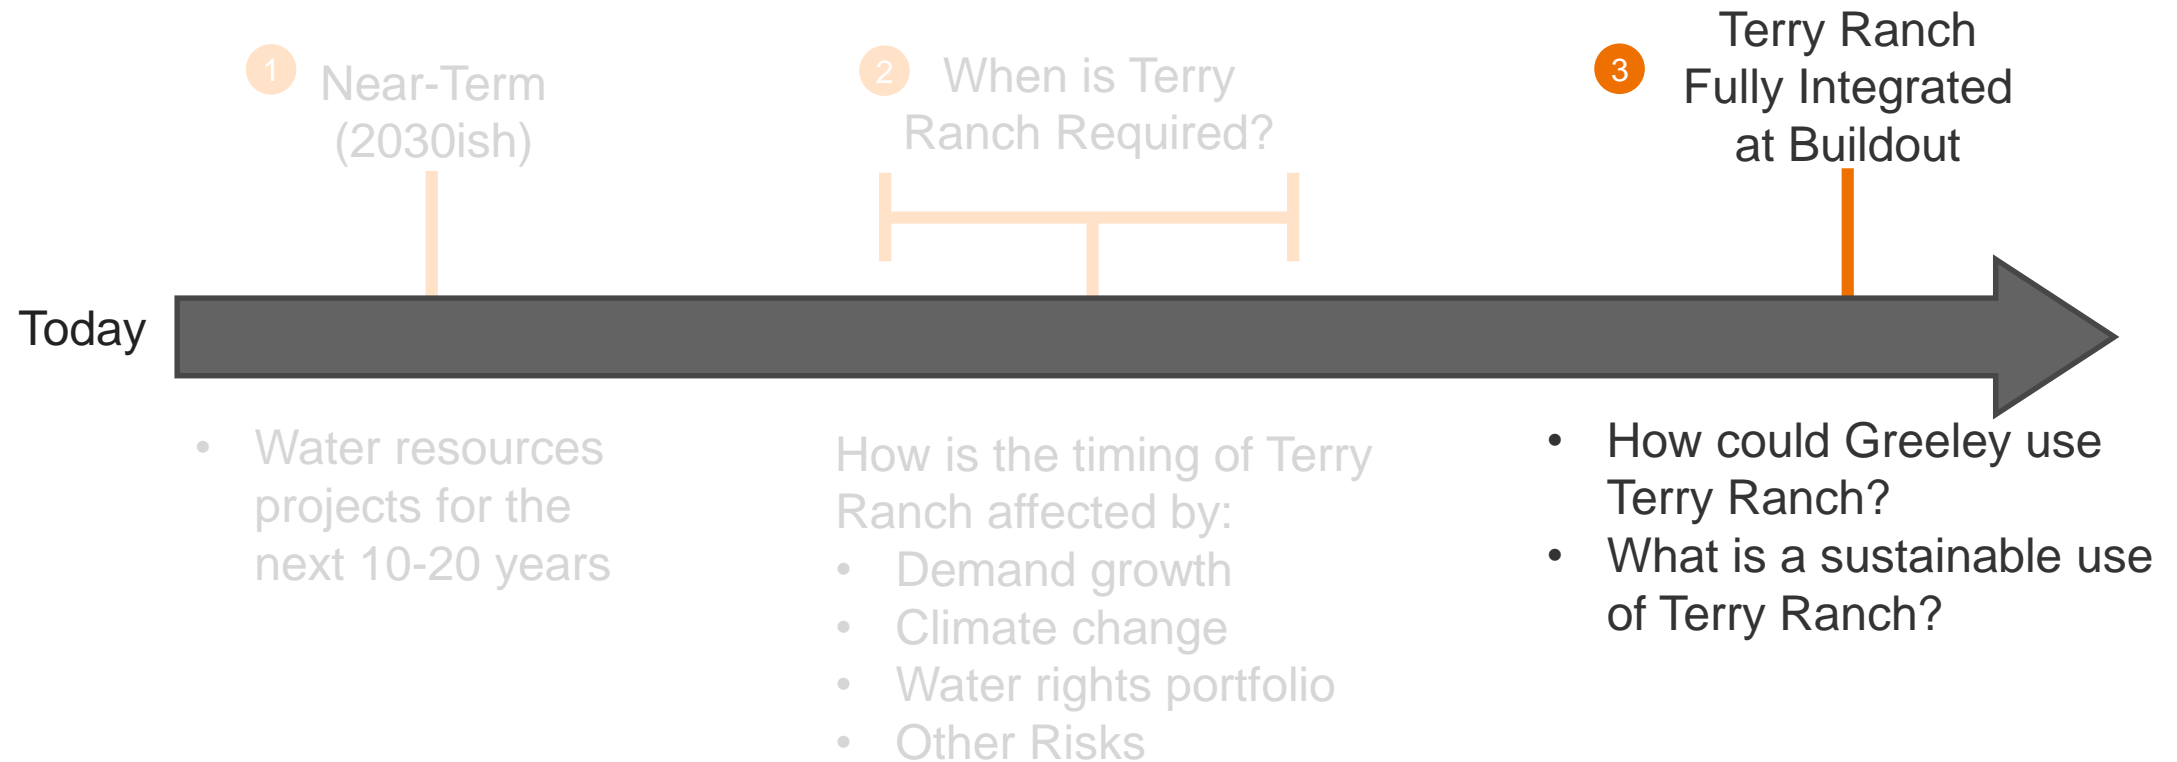 1
Near-Term
(2030ish)
2
When is Terry
Ranch Required?
3
Terry Ranch
Fully Integrated
at Buildout
Today
• Water resources
projects for the
next 10-20 years
How is the timing of Terry
Ranch affected by:
• Demand growth
• Climate change
• Water rights portfolio
• Other Risks
• How could Greeley use
Terry Ranch?
• What is a sustainable use
of Terry Ranch?